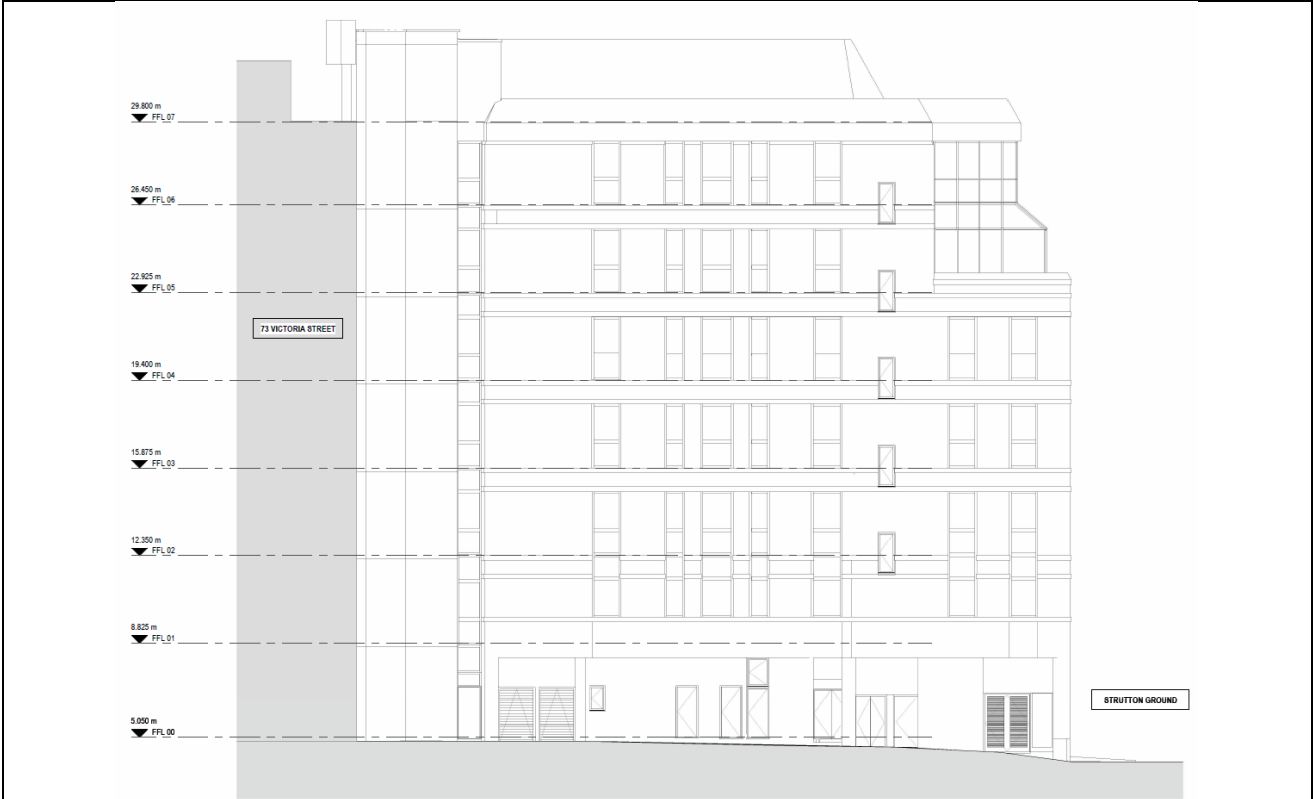 29.800 m
FFL 07
26.450 m
FFL 06
22.925 m
FFL 05
73 VICTORIA STREET
19.400 m
FFL 04
15.875 m
FFL 03
12.350 m
FFL 02
8.825 m
FFL 01
STRUTTON GROUND
5.050 m
FFL 00